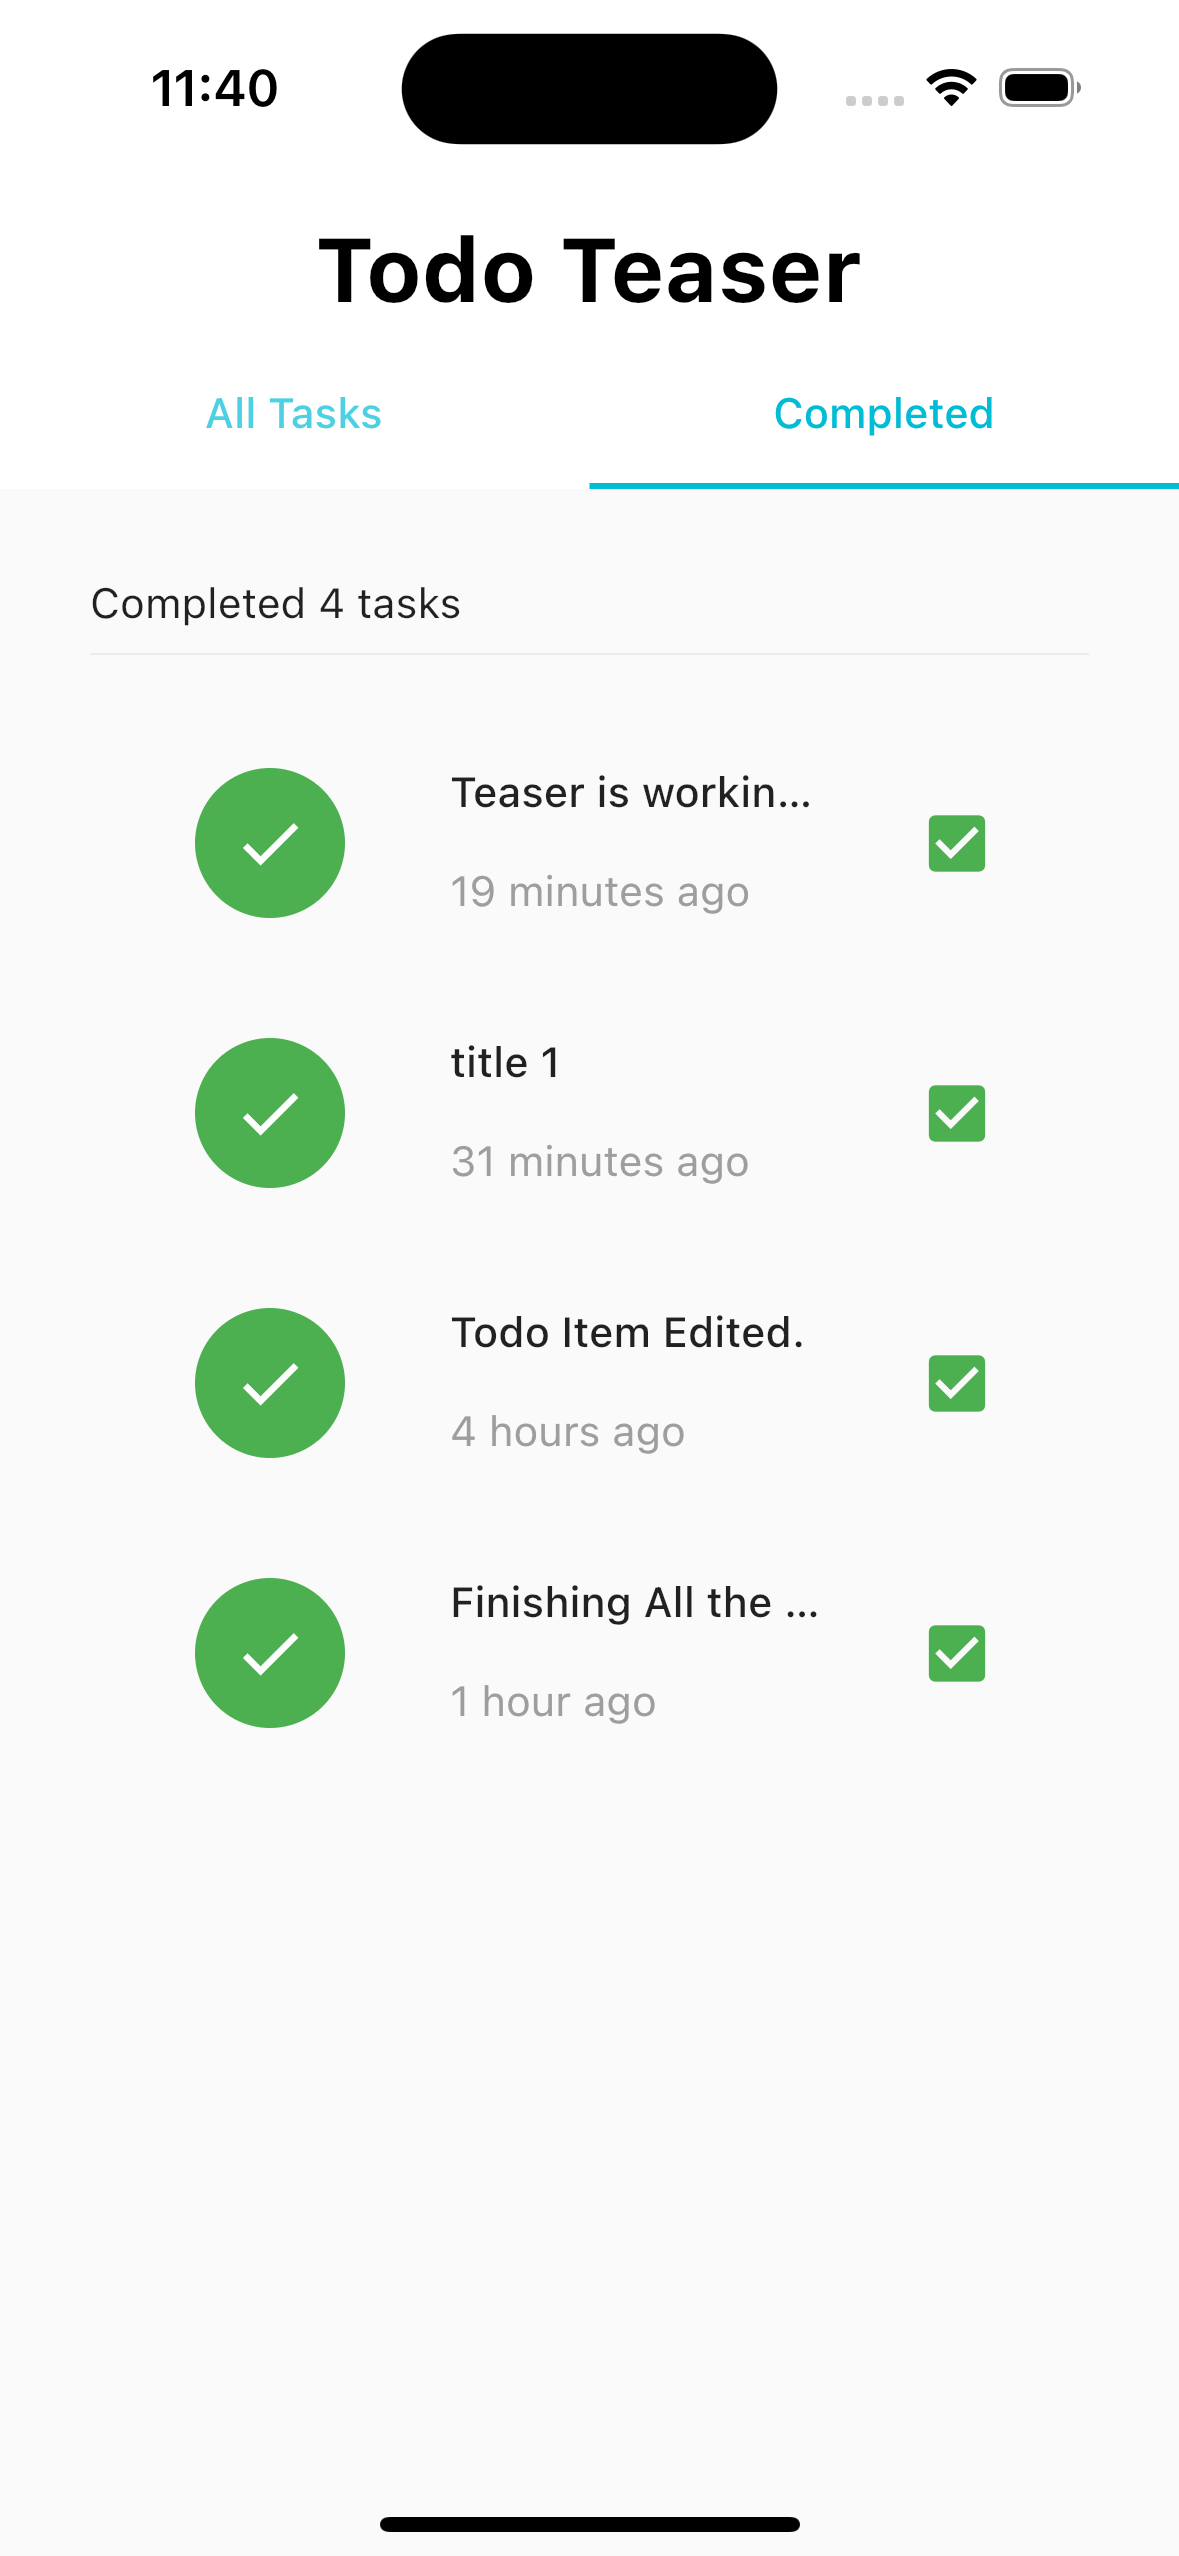 11:40
Todo Teaser
All Tasks
Completed
Completed 4 tasks
Teaser is workin...
19 minutes ago
title 1
31 minutes ago
Todo Item Edited.
4 hours ago
Finishing All the ...
1 hour ago